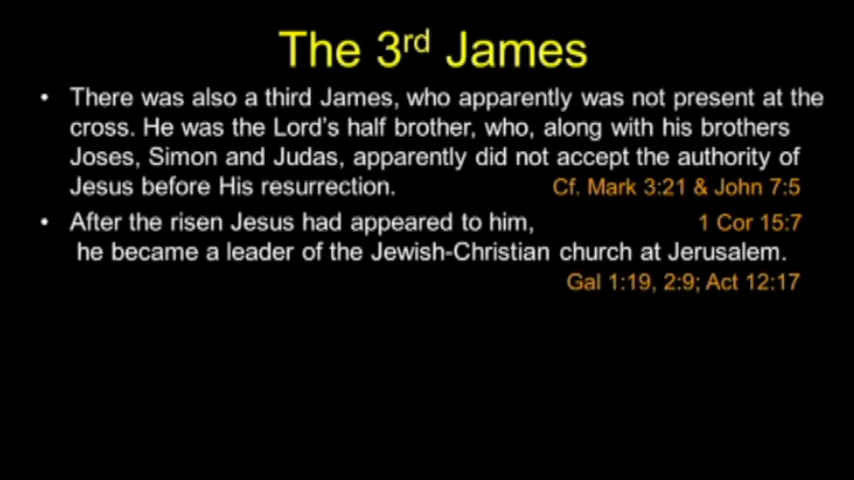 The 3rd James
• There was also a third James, who apparently was not present at the
cross. He was the Lord's half brother, who, along with his brothers
Joses, Simon and Judas, apparently did not accept the authority of
Jesus before His resurrection. Cf. Mark 3:21 & John 7:5
• After the risen Jesus had appeared to him, 1 Cor 15:7
he became a leader of the Jewish-Christian church at Jerusalem.
Gal 1:19, 2:9; Act 12:17